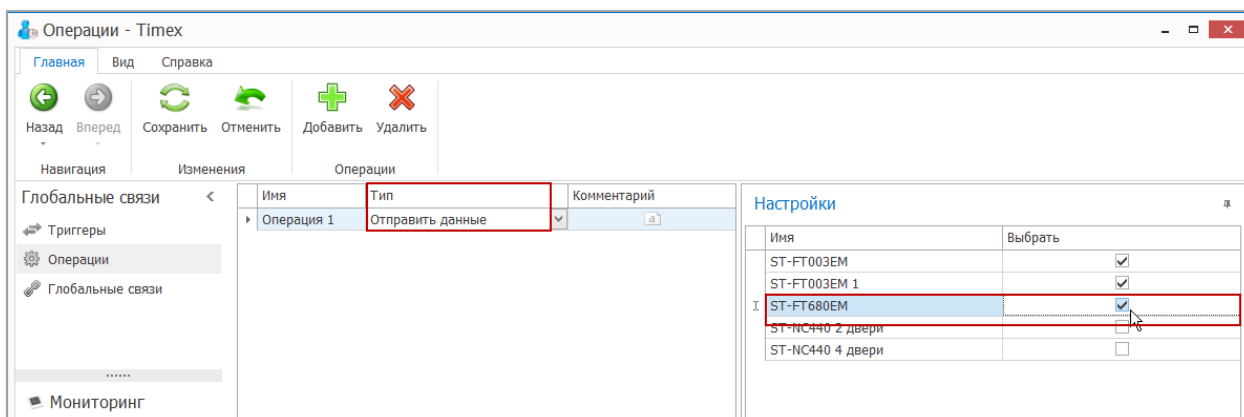 Операции - Timex
Главная Вид Справка
Назад Вперед Сохранить Отменить Добавить Удалить
Навигация Изменения Операции
Глобальные связи
Триггеры
Операции
Глобальные связи
Мониторинг
Имя Тип Комментарий
Операция 1 Отправить данные a
Настройки
Имя Выбрать
ST-FT003EM
ST-FT003EM 1
ST-FT680EM
ST-NC440 2 двери
ST-NC440 4 двери